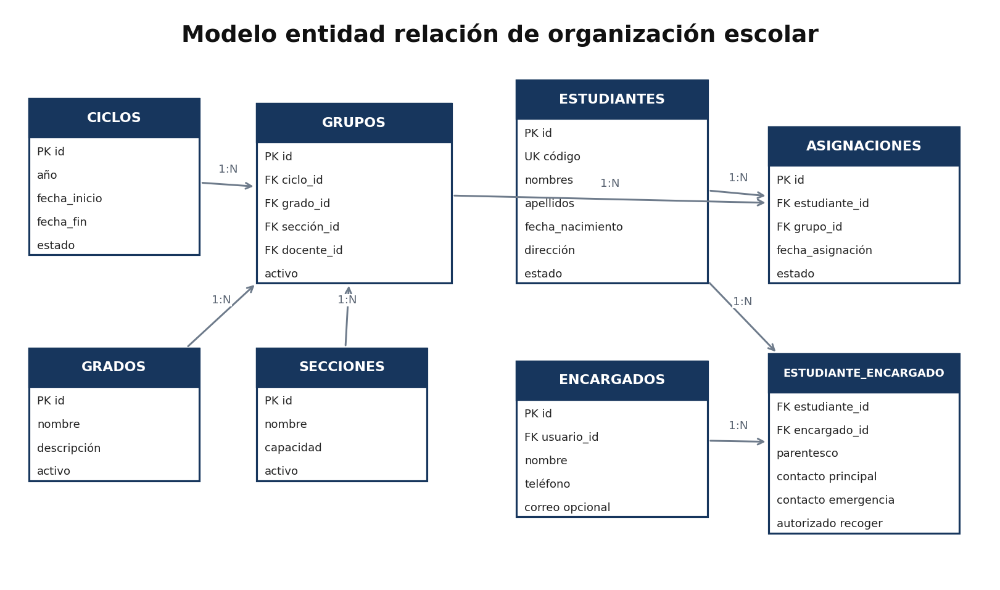 Modelo entidad relación de organización escolar
CICLOS
PK id
año
fecha_inicio
fecha_fin
estado
1:N
GRUPOS
PK id
FK ciclo_id
FK grado_id
FK sección_id
FK docente_id
activo
1:N
ESTUDIANTES
PK id
UK código
nombres
apellidos
fecha_nacimiento
dirección
estado
1:N
ASIGNACIONES
PK id
FK estudiante_id
FK grupo_id
fecha_asignación
estado
1:N
1:N
1:N
GRADOS
PK id
nombre
descripción
activo
SECCIONES
PK id
nombre
capacidad
activo
ENCARGADOS
PK id
FK usuario_id
nombre
teléfono
correo opcional
1:N
ESTUDIANTE_ENCARGADO
FK estudiante_id
FK encargado_id
parentesco
contacto principal
contacto emergencia
autorizado recoger